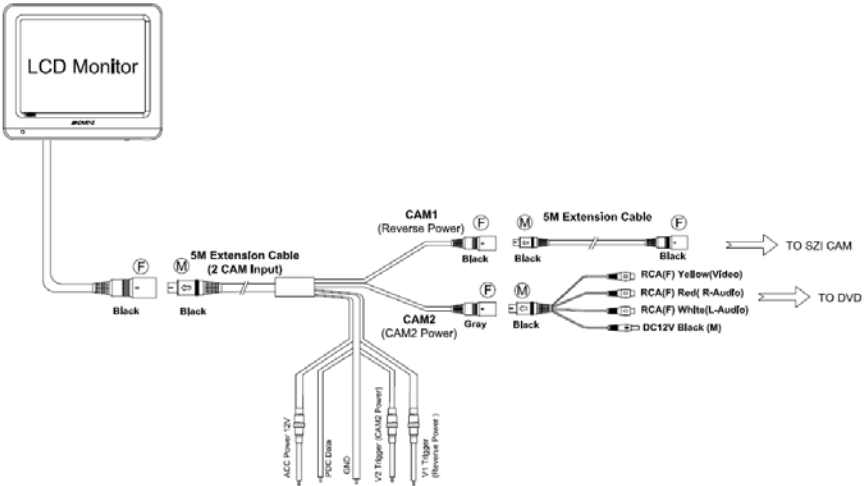 LCD Monitor
CAM1
(Reverse Power)
F
M
5M Extension Cable
F
Black
Black
Black
TO SZI CAM
F
M
5M Extension Cable
(2 CAM Input)
Black
Black
CAM2
(CAM2 Power)
F
M
Gray
Black
RCA(F) Yellow(Video)
RCA(F) Red( R-Audio)
RCA(F) White(L-Audio)
DC12V Black (M)
TO DVD
ACC Power 12V
PDC Data
GND
V2 Trigger (CAM2 Power)
V1 Trigger
(Reverse Power )